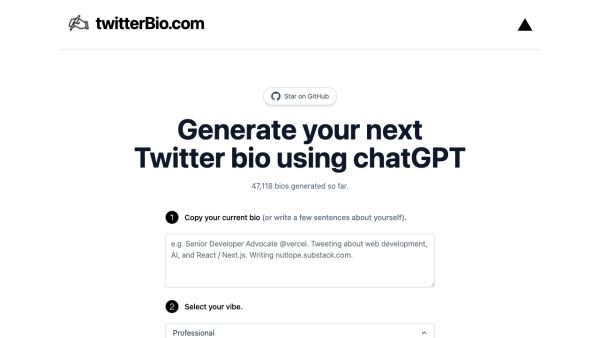 twitterBio.com
Star on GitHub
Generate your next
Twitter bio using chatGPT
47,118 bios generated so far.
1 Copy your current bio (or write a few sentences about yourself).
e.g. Senior Developer Advocate @vercel. Tweeting about web development,
AI, and React / Next.js. Writing nutlope.substack.com.
2 Select your vibe.
Professional